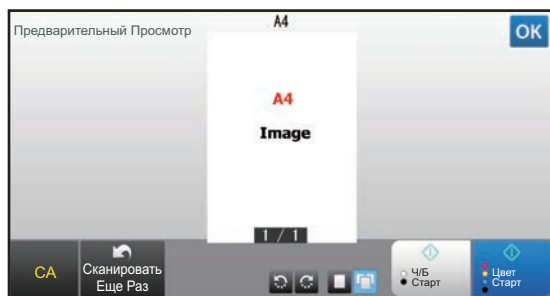 A4
Предварительный Просмотр
OK
A4
Image
1 / 1
CA
Сканировать
Еще Раз
Ч/Б
Старт
Цвет
Старт